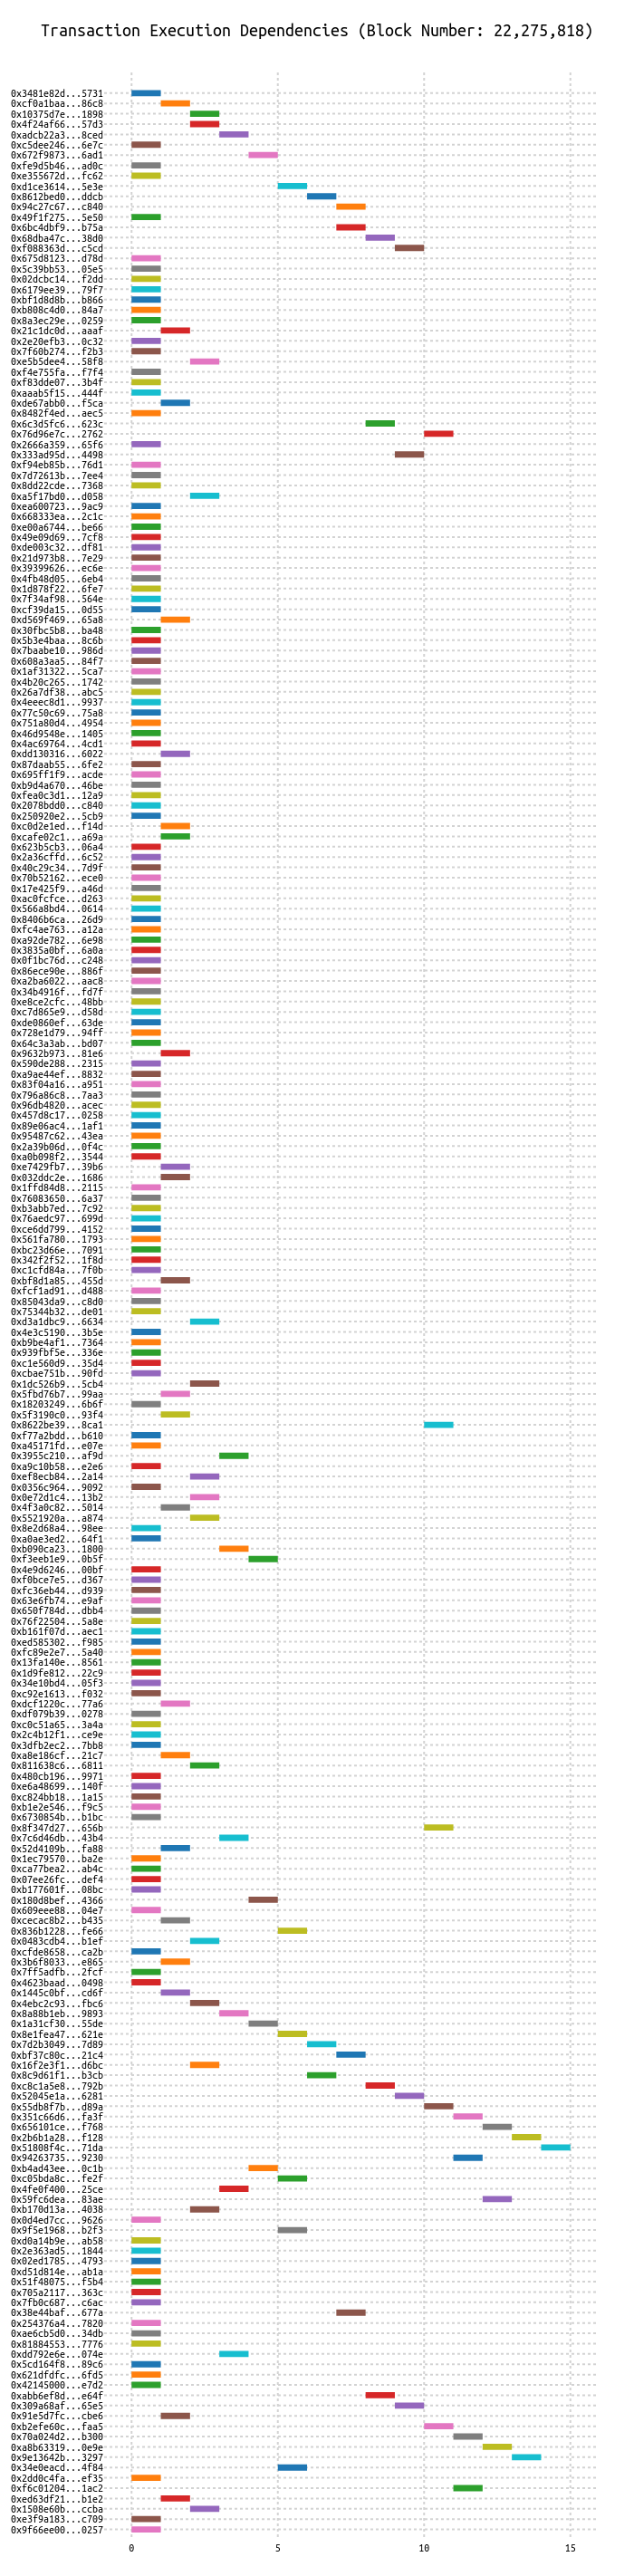 Transaction Execution Dependencies (Block Number: 22,275,818)
0x3481e82d...5731
0xcf0a1baa...86c8
0x10375d7e...1898
0x4f24af66...57d3
0xadcb22a3...8ced
0xc5dee246...6e7c
0x672f9873...6ad1
0xfe9d5b46...ad0c
0xe355672d...fc62
0xd1ce3614...5e3e
0x8612bed0...ddcb
0x94c27c67...c840
0x49f1f275...5e50
0x6bc4dbf9...b75a
0x68dba47c...38d0
0xf088363d...c5cd
0x675d8123...d78d
0x5c39bb53...05e5
0x02dcbc14...f2dd
0x6179ee39...79f7
0xbf1d8d8b...b866
0xb808c4d0...84a7
0x8a3ec29e...0259
0x21c1dc0d...aaaf
0x2e20efb3...0c32
0x7f60b274...f2b3
0xe5b5dee4...58f8
0xf4e755fa...f7f4
0xf83dde07...3b4f
0xaaab5f15...444f
0xde67abb0...f5ca
0x8482f4ed...aec5
0x6c3d5fc6...623c
0x76d96e7c...2762
0x2666a359...65f6
0x333ad95d...4498
0xf94eb85b...76d1
0x7d72613b...7ee4
0x8dd22cde...7368
0xa5f17bd0...d058
0xea600723...9ac9
0x668333ea...2c1c
0xe00a6744...be66
0x49e09d69...7cf8
0xde003c32...df81
0x21d973b8...7e29
0x39399626...ec6e
0x4fb48d05...6eb4
0x1d878f22...6fe7
0x7f34af98...564e
0xcf39da15...0d55
0xd569f469...65a8
0x30fbc5b8...ba48
0x5b3e4baa...8c6b
0x7baabe10...986d
0x608a3aa5...84f7
0x1af31322...5ca7
0x4b20c265...1742
0x26a7df38...abc5
0x4eeec8d1...9937
0x77c50c69...75a8
0x751a80d4...4954
0x46d9548e...1405
0x4ac69764...4cd1
0xdd130316...6022
0x87daab55...6fe2
0x695ff1f9...acde
0xb9d4a670...46be
0xfea0c3d1...12a9
0x2078bdd0...c840
0x250920e2...5cb9
0xc0d2e1ed...f14d
0xcafe02c1...a69a
0x623b5cb3...06a4
0x2a36cffd...6c52
0x40c29c34...7d9f
0x70b52162...ece0
0x17e425f9...a46d
0xac0fcfce...d263
0x566a8bd4...0614
0x8406b6ca...26d9
0xfc4ae763...a12a
0xa92de782...6e98
0x3835a0bf...6a0a
0x0f1bc76d...c248
0x86ece90e...886f
0xa2ba6022...aac8
0x34b4916f...fd7f
0xe8ce2cfc...48bb
0xc7d865e9...d58d
0xde0860ef...63de
0x728e1d79...94ff
0x64c3a3ab...bd07
0x9632b973...81e6
0x590de288...2315
0xa9ae44ef...8832
0x83f04a16...a951
0x796a86c8...7aa3
0x96db4820...acec
0x457d8c17...0258
0x89e06ac4...1af1
0x95487c62...43ea
0x2a39b06d...0f4c
0xa0b098f2...3544
0xe7429fb7...39b6
0x032ddc2e...1686
0x1ffd84d8...2115
0x76083650...6a37
0xb3abb7ed...7c92
0x76aedc97...699d
0xce6dd799...4152
0x561fa780...1793
0xbc23d66e...7091
0x342f2f52...1f8d
0xc1cfd84a...7f0b
0xbf8d1a85...455d
0xfcf1ad91...d488
0x85043da9...c8d0
0x75344b32...de01
0xd3a1dbc9...6634
0x4e3c5190...3b5e
0xb9be4af1...7364
0x939fbf5e...336e
0xc1e560d9...35d4
0xcbae751b...90fd
0x1dc526b9...5cb4
0x5fbd76b7...99aa
0x18203249...6b6f
0x5f3190c0...93f4
0x8622be39...8ca1
0xf77a2bdd...b610
0xa45171fd...e07e
0x3955c210...af9d
0xa9c10b58...e2e6
0xef8ecb84...2a14
0x0356c964...9092
0x0e72d1c4...13b2
0x4f3a0c82...5014
0x5521920a...a874
0x8e2d68a4...98ee
0xa0ae3ed2...64f1
0xb090ca23...1800
0xf3eeb1e9...0b5f
0x4e9d6246...00bf
0xf0bce7e5...d367
0xfc36eb44...d939
0x63e6fb74...e9af
0x650f784d...dbb4
0x76f22504...5a8e
0xb161f07d...aec1
0xed585302...f985
0xfc89e2e7...5a40
0x13fa140e...8561
0x1d9fe812...22c9
0x34e10bd4...05f3
0xc92e1613...f032
0xdcf1220c...77a6
0xdf079b39...0278
0xc0c51a65...3a4a
0x2c4b12f1...ce9e
0x3dfb2ec2...7bb8
0xa8e186cf...21c7
0x811638c6...6811
0x480cb196...9971
0xe6a48699...140f
0xc824bb18...1a15
0xb1e2e546...f9c5
0x6730854b...b1bc
0x8f347d27...656b
0x7c6d46db...43b4
0x52d4109b...fa88
0x1ec79570...ba2e
0xca77bea2...ab4c
0x07ee26fc...def4
0xb177601f...08bc
0x180d8bef...4366
0x609eee88...04e7
0xcecac8b2...b435
0x836b1228...fe66
0x0483cdb4...b1ef
0xcfde8658...ca2b
0x3b6f8033...e865
0x7ff5adfb...2fcf
0x4623baad...0498
0x1445c0bf...cd6f
0x4ebc2c93...fbc6
0x8a88b1eb...9893
0x1a31cf30...55de
0x8e1fea47...621e
0x7d2b3049...7d89
0xbf37c80c...21c4
0x16f2e3f1...d6bc
0x8c9d61f1...b3cb
0xc8c1a5e8...792b
0x52045e1a...6281
0x55db8f7b...d89a
0x351c66d6...fa3f
0x656101ce...f768
0x2b6b1a28...f128
0x51808f4c...71da
0x94263735...9230
0xb4ad43ee...0c1b
0xc05bda8c...fe2f
0x4fe0f400...25ce
0x59fc6dea...83ae
0xb170d13a...4038
0x0d4ed7cc...9626
0x9f5e1968...b2f3
0xd0a14b9e...ab58
0x2e363ad5...1844
0x02ed1785...4793
0xd51d814e...ab1a
0x51f48075...f5b4
0x705a2117...363c
0x7fb0c687...c6ac
0x38e44baf...677a
0x254376a4...7820
0xae6cb5d0...34db
0x81884553...7776
0xdd792e6e...074e
0x5cd164f8...89c6
0x621dfdfc...6fd5
0x42145000...e7d2
0xabb6ef8d...e64f
0x309a68af...65e5
0x91e5d7fc...cbe6
0xb2efe60c...faa5
0x70a024d2...b300
0xa8b63319...0e9e
0x9e13642b...3297
0x34e0eacd...4f84
0x2dd0c4fa...ef35
0xf6c01204...1ac2
0xed63df21...b1e2
0x1508e60b...ccba
0xe3f9a183...c709
0x9f66ee00...0257
0 5 10 15